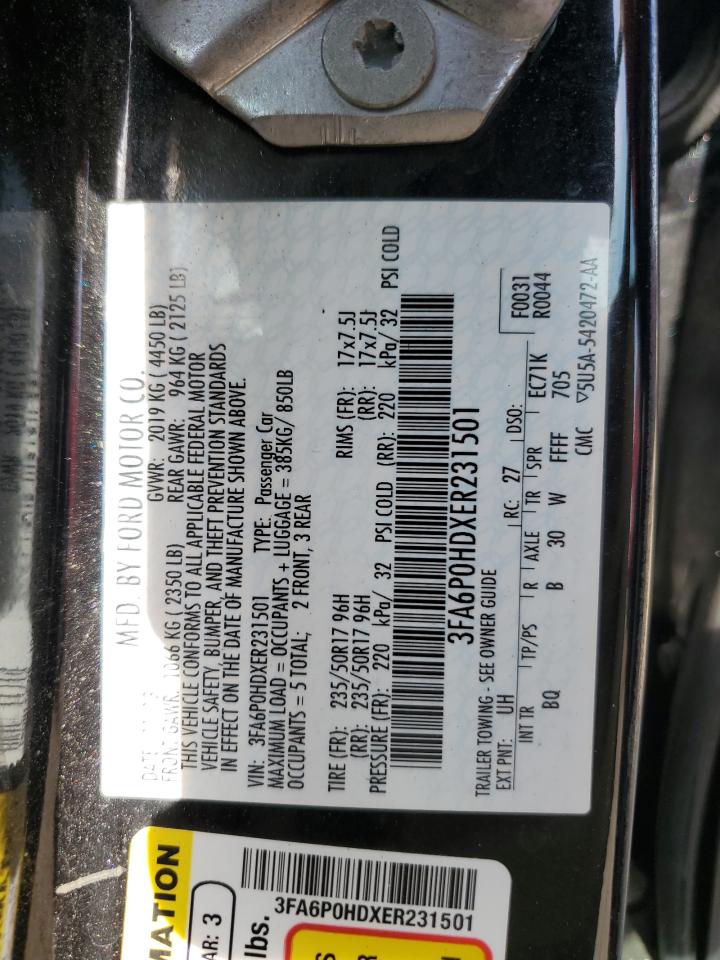 MFD. BY FORD MOTOR CO.
DATE: GVWR: 2019 KG ( 4450 LB)
FRONT GAWR: 1066 KG ( 2350 LB) REAR GAWR: 964 KG ( 2125 LB)
THIS VEHICLE CONFORMS TO ALL APPLICABLE FEDERAL MOTOR
VEHICLE SAFETY, BUMPER, AND THEFT PREVENTION STANDARDS
IN EFFECT ON THE DATE OF MANUFACTURE SHOWN ABOVE.
VIN: 3FA6P0HDXER231501 TYPE: Passenger Car
MAXIMUM LOAD = OCCUPANTS + LUGGAGE = 385KG/ 850LB
OCCUPANTS = 5 TOTAL; 2 FRONT, 3 REAR
TIRE (FR): 235/50R17 96H RIMS (FR): 17x7.5J
(RR): 235/50R17 96H (RR): 17x7.5J
PRESSURE (FR): 220 kPa/ 32 PSI COLD (RR): 220 kPa/ 32 PSI COLD
3FA6P0HDXER231501
TRAILER TOWING - SEE OWNER GUIDE
EXT PNT: UH RC: 27 DSO: F0031
R0044
INT TR TP/PS R AXLE TR SPR EC71K
BQ B 30 W FFFF 705
CMC ▽5U5A-5420472-AA
MATION
AR: 3
lbs.
3FA6P0HDXER231501